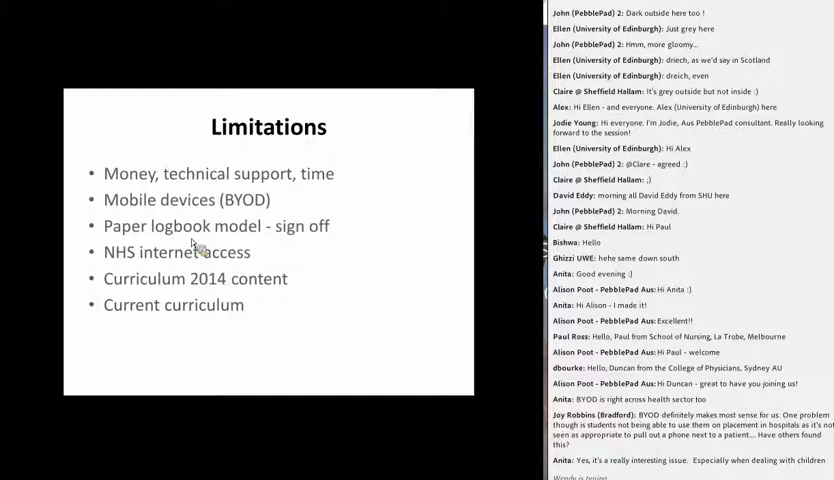 Limitations
• Money, technical support, time
• Mobile devices (BYOD)
• Paper logbook model - sign off
• NHS internet access
• Curriculum 2014 content
• Current curriculum
John (PebblePad) 2: Dark outside here too !
Ellen (University of Edinburgh): Just grey here
John (PebblePad) 2: Hmm, more gloomy...
Ellen (University of Edinburgh): driech, as we'd say in Scotland
Ellen (University of Edinburgh): dreich, even
Claire @ Sheffield Hallam: It's grey outside but not inside :)
Alex: Hi Ellen - and everyone. Alex (University of Edinburgh) here
Jodie Young: Hi everyone. I'm Jodie, Aus PebblePad consultant. Really looking
forward to the session!
Ellen (University of Edinburgh): Hi Alex
John (PebblePad) 2: @Clare - agreed :)
Claire @ Sheffield Hallam: ;)
David Eddy: morning all David Eddy from SHU here
John (PebblePad) 2: Morning David.
Claire @ Sheffield Hallam: Hi Paul
Bishwa: Hello
Ghizzi UWE: hehe same down south
Anita: Good evening :)
Alison Poot - PebblePad Aus: Hi Anita :)
Anita: Hi Alison - I made it!
Alison Poot - PebblePad Aus: Excellent!!
Paul Ross: Hello, Paul from School of Nursing, La Trobe, Melbourne
Alison Poot - PebblePad Aus: Hi Paul - welcome
dbourke: Hello, Duncan from the College of Physicians, Sydney AU
Alison Poot - PebblePad Aus: Hi Duncan - great to have you joining us!
Anita: BYOD is right across health sector too
Joy Robbins (Bradford): BYOD definitely makes most sense for us. One problem
though is students not being able to use them on placement in hospitals as it's not
seen as appropriate to pull out a phone next to a patient... Have others found
this?
Anita: Yes, it's a really interesting issue. Especially when dealing with children
Wendy is typing